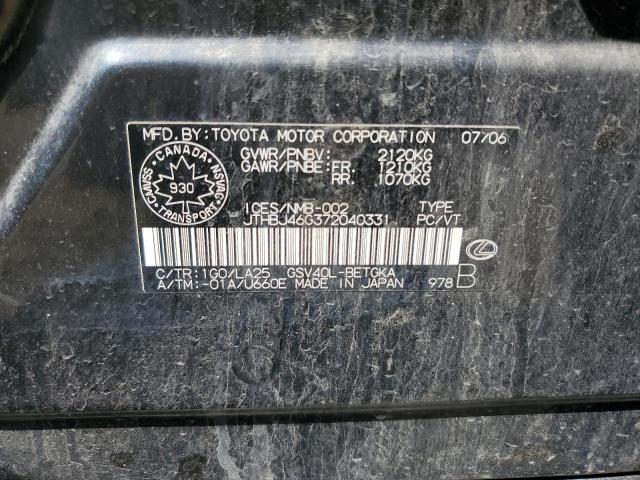 MFD.BY:TOYOTA MOTOR CORPORATION 07/06
GVWR/PNBV: 2120KG
GAWR/PNBE:FR. 1210KG
RR. 1070KG
CANADA
CMVSS NSVAC
930
TRANSPORT
ICES/NMB-002 TYPE
JTHBJ46G372040331 PC/VT
C/TR:1G0/LA25 GSV40L-BETGKA
A/TM:-01A/U660E MADE IN JAPAN 978 B